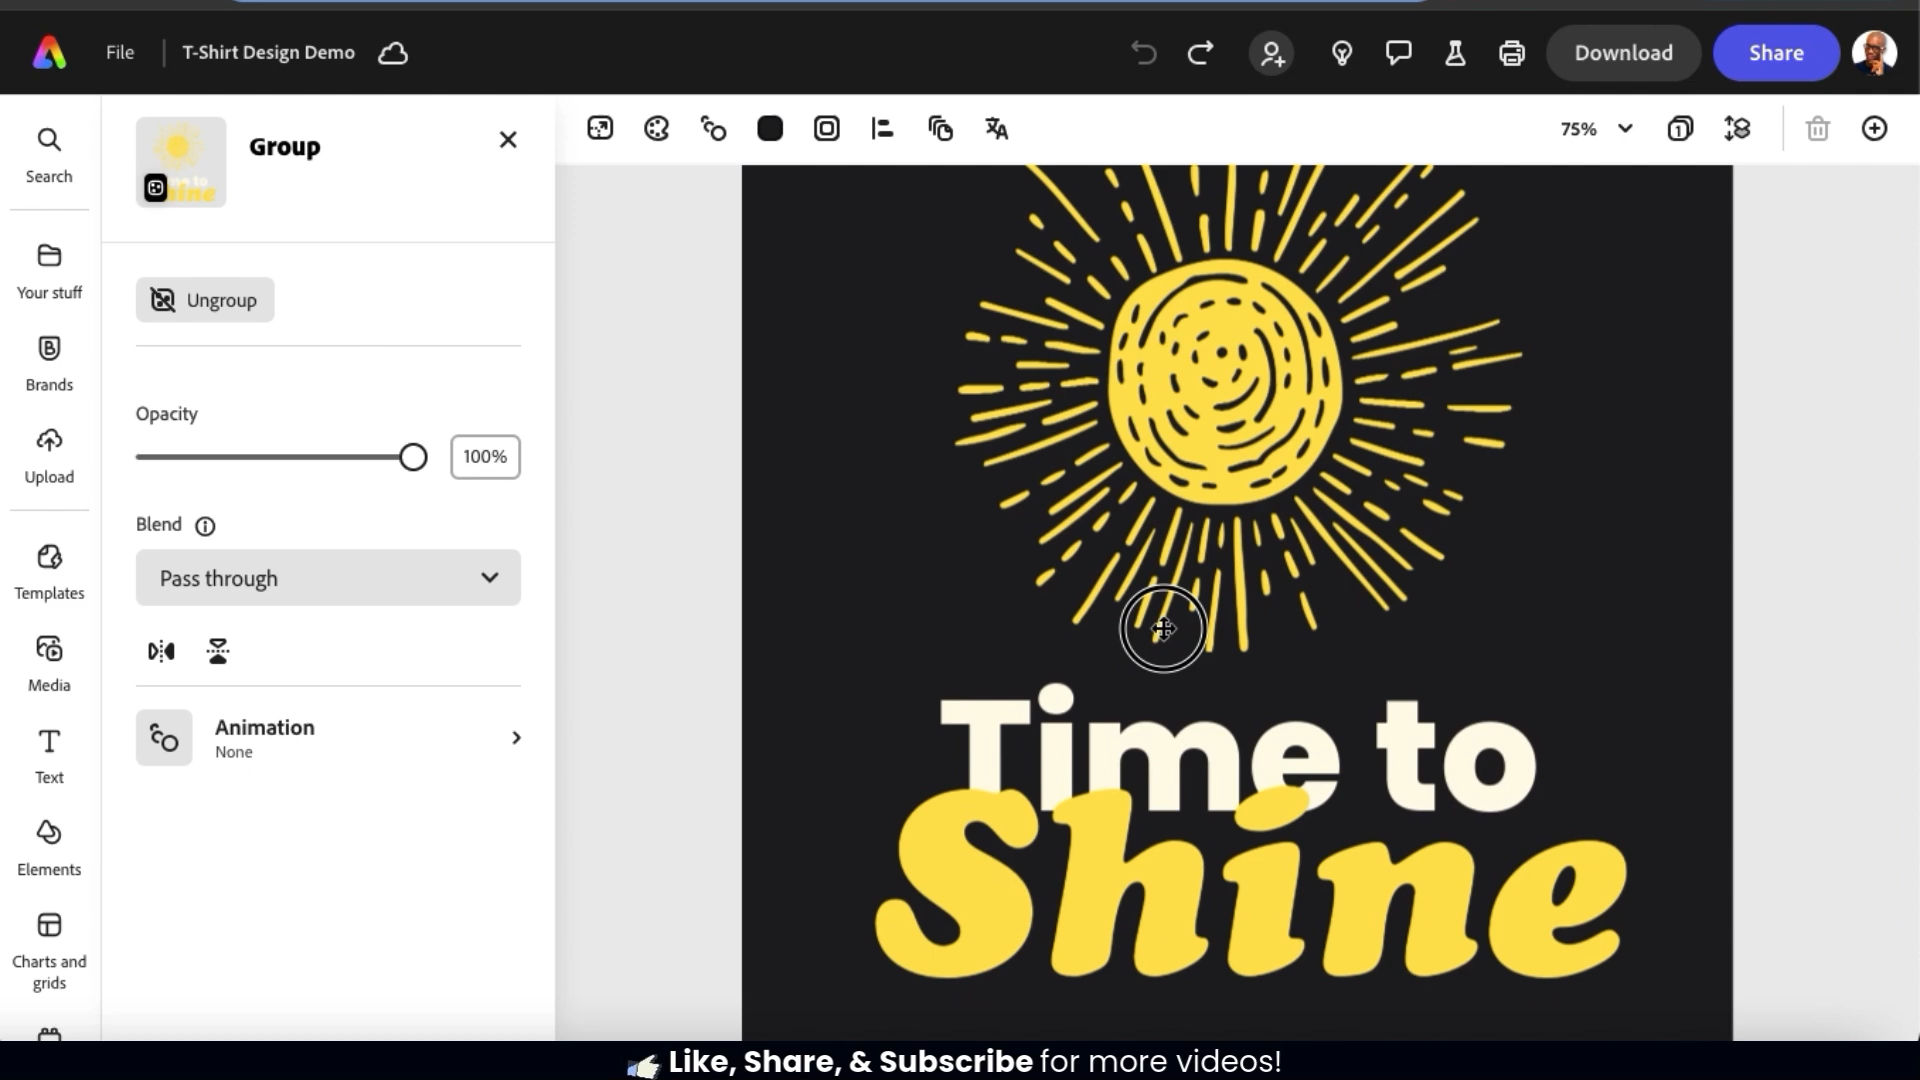 File
T-Shirt Design Demo
Download
Share
Search
Your stuff
Brands
Upload
Templates
Media
Text
Elements
Charts and
grids
Group
Ungroup
Opacity
100%
Blend
Pass through
Animation
None
75%
1
Time to
Shine
Like, Share, & Subscribe for more videos!